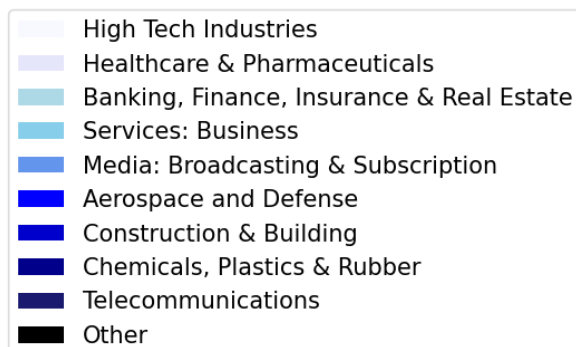 High Tech Industries
Healthcare & Pharmaceuticals
Banking, Finance, Insurance & Real Estate
Services: Business
Media: Broadcasting & Subscription
Aerospace and Defense
Construction & Building
Chemicals, Plastics & Rubber
Telecommunications
Other